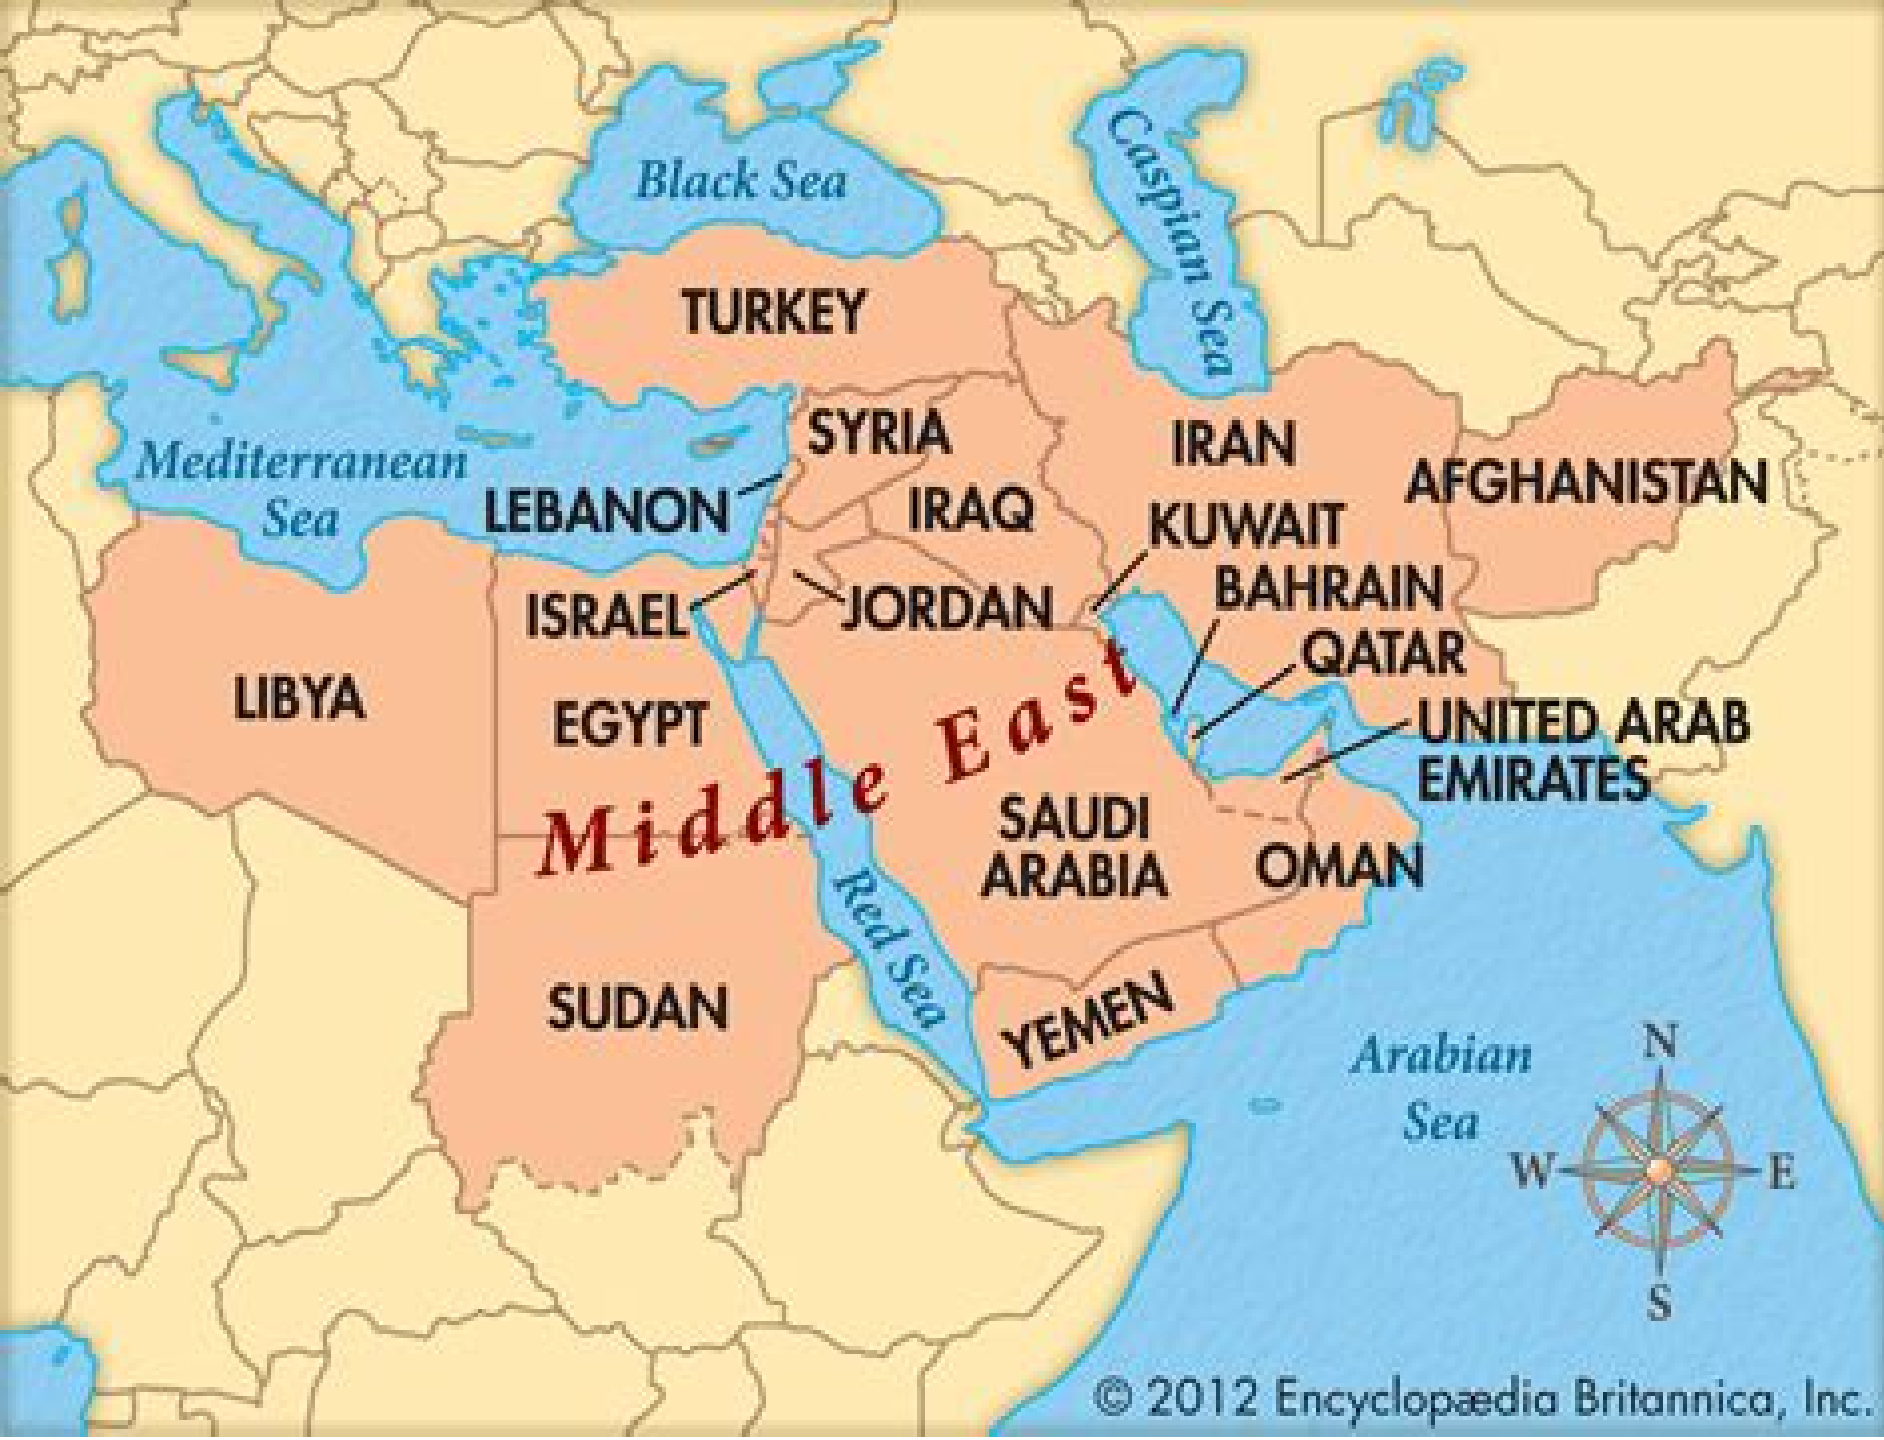 Black Sea
Caspian Sea
TURKEY
SYRIA
IRAN
Mediterranean
Sea
AFGHANISTAN
LEBANON
IRAQ
KUWAIT
BAHRAIN
ISRAEL
JORDAN
QATAR
LIBYA
EGYPT
UNITED ARAB
EMIRATES
Middle East
SAUDI
ARABIA
OMAN
Red Sea
SUDAN
YEMEN
Arabian
Sea
N
W
E
S
© 2012 Encyclopædia Britannica, Inc.